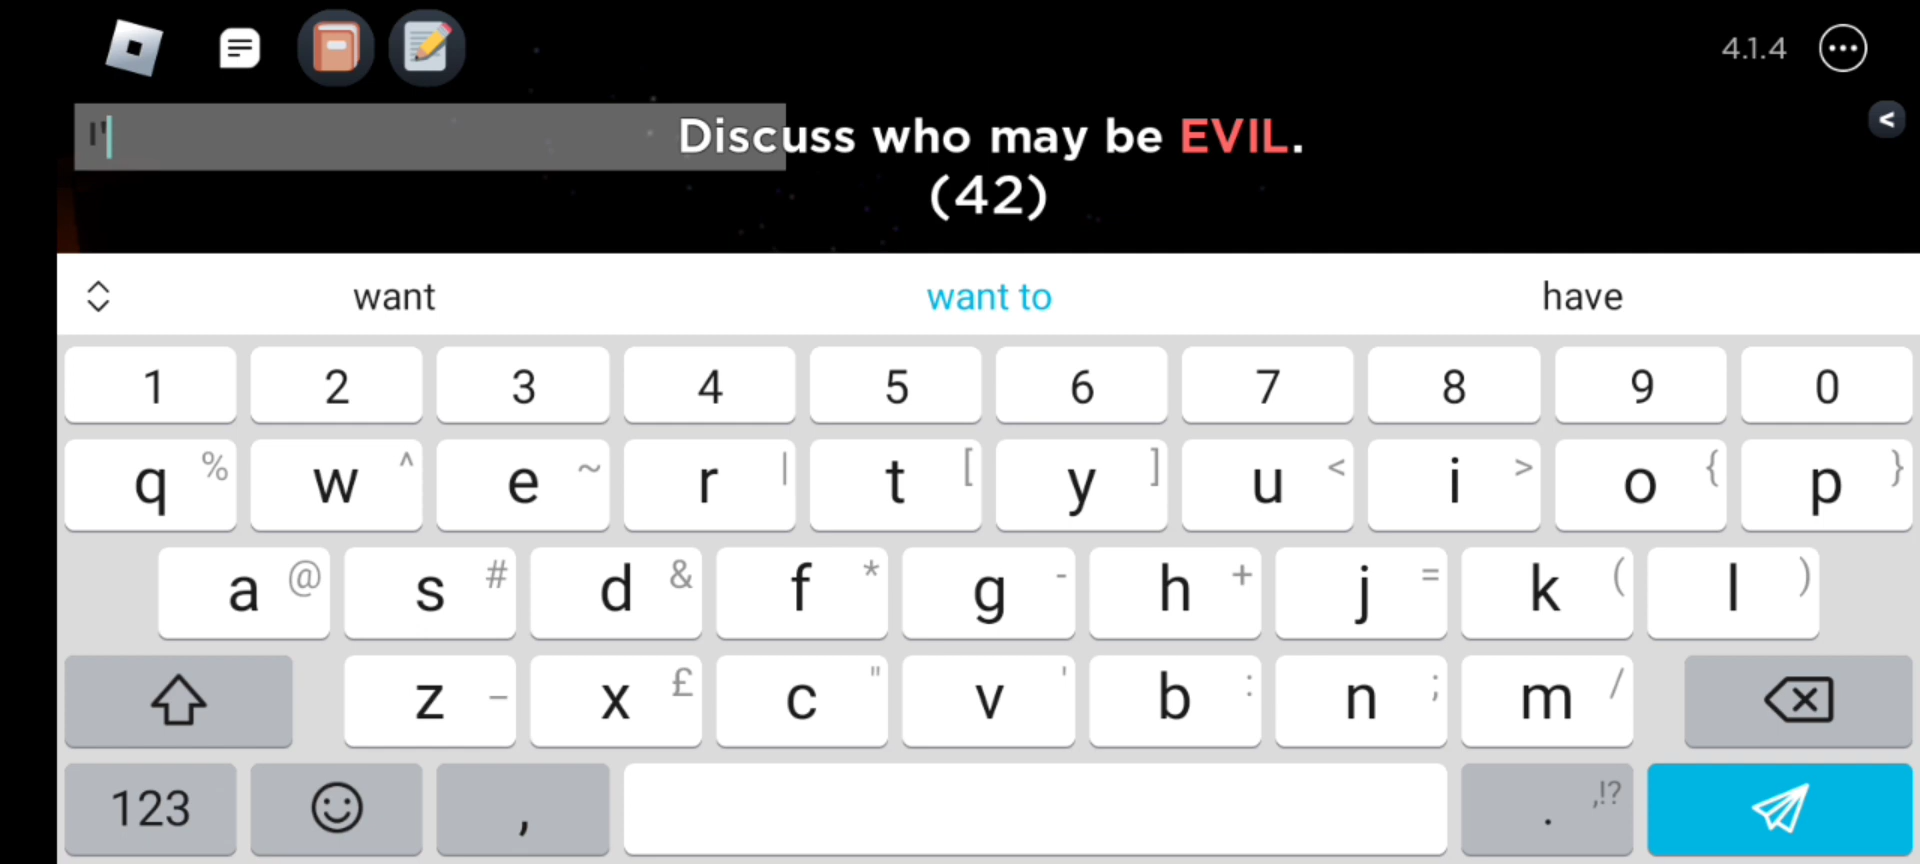 4.1.4
I'
Discuss who may be EVIL.
(42)
<
want want to have
1 2 3 4 5 6 7 8 9 0
q % w ^ e ~ r | t [ y ] u < i > o { p }
a @ s # d & f * g - h + j = k ( l )
z _ x £ c " v ' b : n ; m /
123 , . ,!?